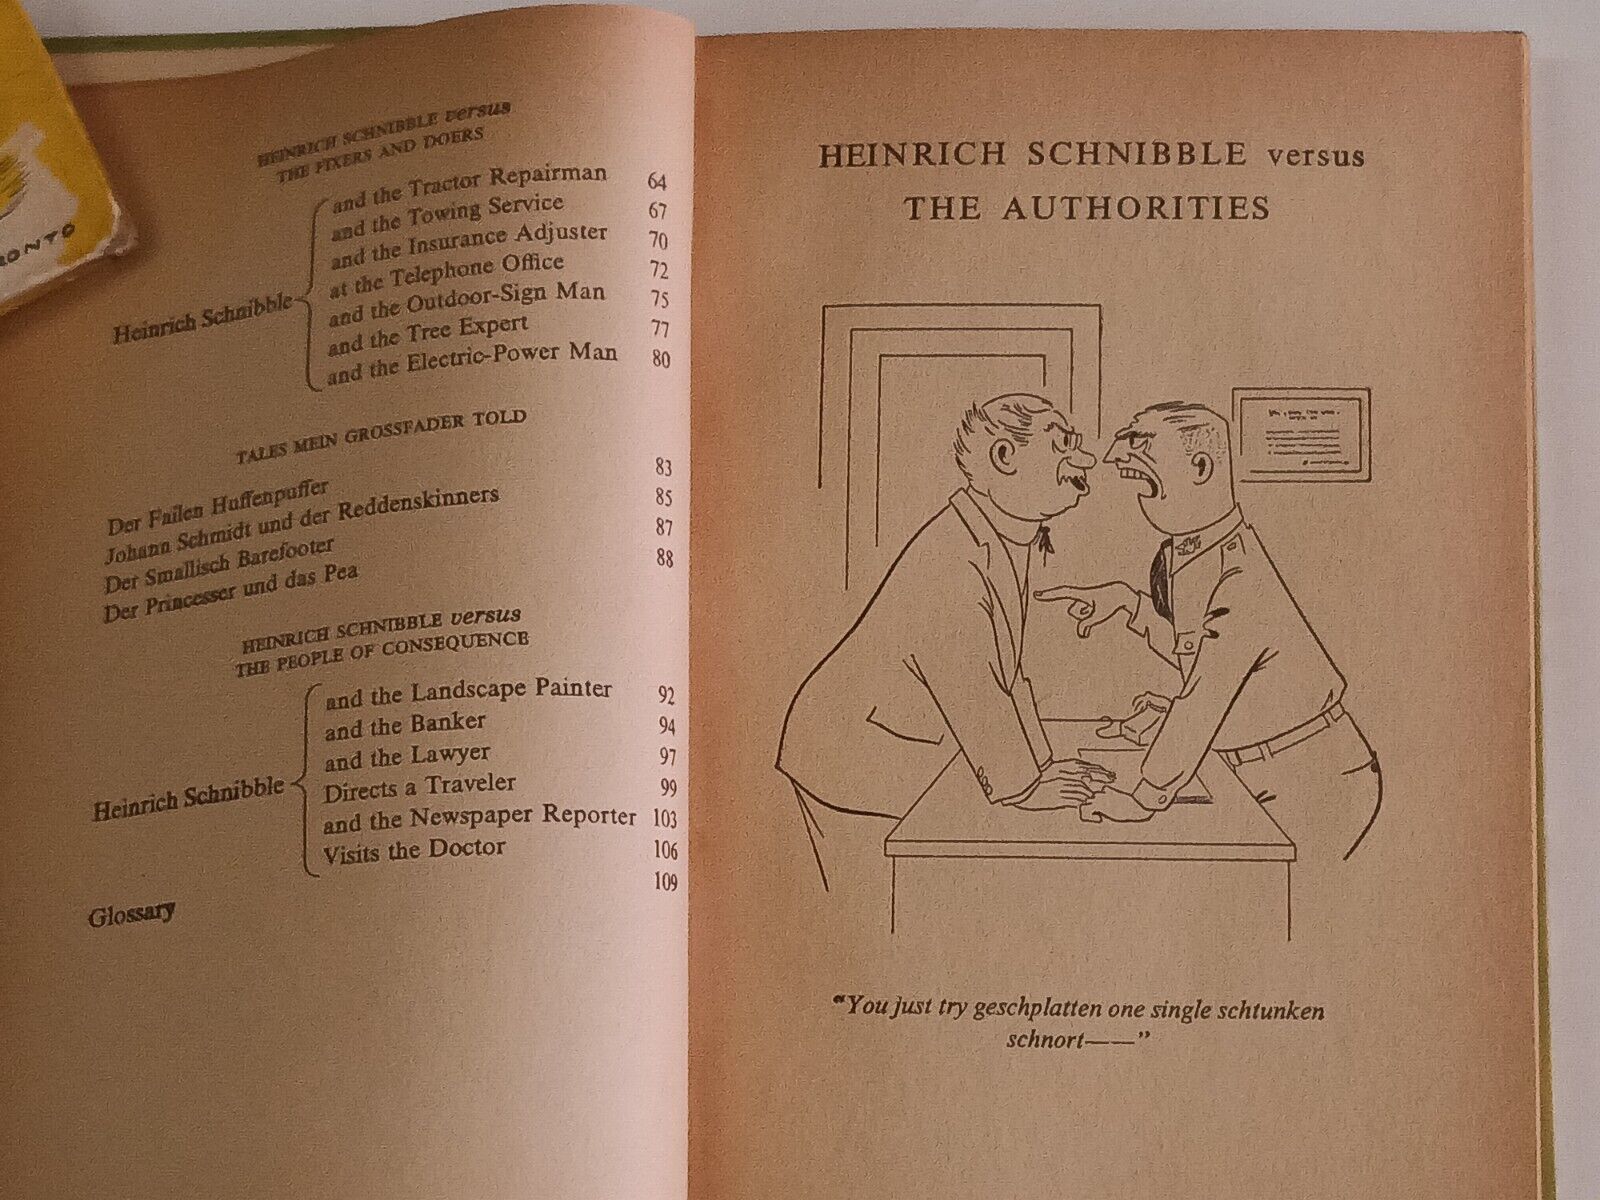 RONTO
HEINRICH SCHNIBBLE versus
THE FIXERS AND DOERS
Heinrich Schnibble
and the Tractor Repairman 64
and the Towing Service 67
and the Insurance Adjuster 70
at the Telephone Office 72
and the Outdoor-Sign Man 75
and the Tree Expert 77
and the Electric-Power Man 80
TALES MEIN GROSSFADER TOLD
Der Fallen Huffenpuffer 83
Johann Schmidt und der Reddenskinners 85
Der Smallisch Barefooter 87
Der Princesser und das Pea 88
HEINRICH SCHNIBBLE versus
THE PEOPLE OF CONSEQUENCE
Heinrich Schnibble
and the Landscape Painter 92
and the Banker 94
and the Lawyer 97
Directs a Traveler 99
and the Newspaper Reporter 103
Visits the Doctor 106
Glossary 109
HEINRICH SCHNIBBLE versus
THE AUTHORITIES
"You just try geschplatten one single schtunken
schnort——"